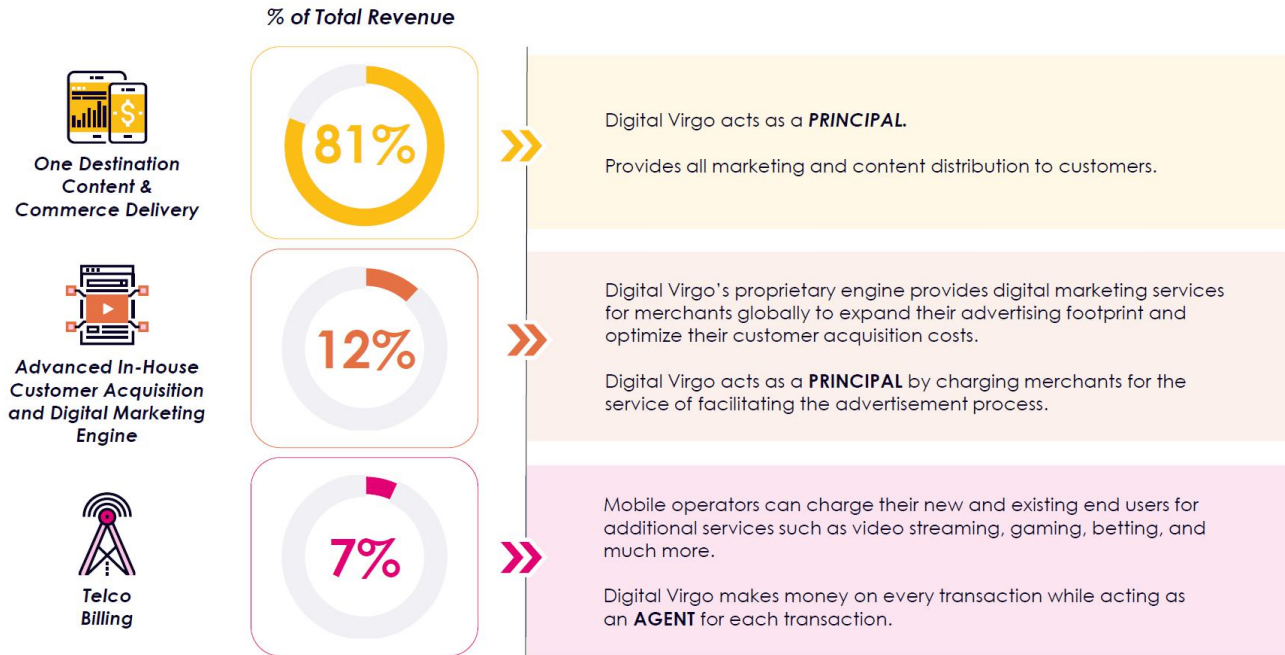 % of Total Revenue
One Destination
Content &
Commerce Delivery
$
81%
Digital Virgo acts as a PRINCIPAL.
Provides all marketing and content distribution to customers.
Advanced In-House
Customer Acquisition
and Digital Marketing
Engine
12%
Digital Virgo’s proprietary engine provides digital marketing services
for merchants globally to expand their advertising footprint and
optimize their customer acquisition costs.
Digital Virgo acts as a PRINCIPAL by charging merchants for the
service of facilitating the advertisement process.
Telco
Billing
7%
Mobile operators can charge their new and existing end users for
additional services such as video streaming, gaming, betting, and
much more.
Digital Virgo makes money on every transaction while acting as
an AGENT for each transaction.